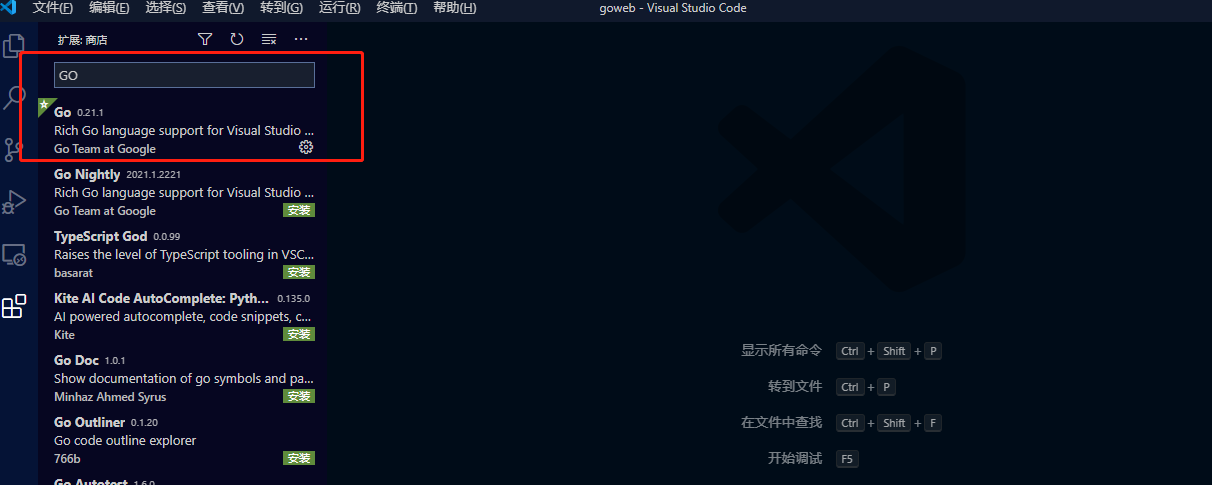 文件(F) 编辑(E) 选择(S) 查看(V) 转到(G) 运行(R) 终端(T) 帮助(H) goweb - Visual Studio Code
扩展: 商店
GO
Go 0.21.1
Rich Go language support for Visual Studio ...
Go Team at Google
Go Nightly 2021.1.2221
Rich Go language support for Visual Studio ...
Go Team at Google 安装
TypeScript God 0.0.99
Raises the level of TypeScript tooling in VSC...
basarat 安装
Kite AI Code AutoComplete: Pyth... 0.135.0
AI powered autocomplete, code snippets, c...
Kite 安装
Go Doc 1.0.1
Show documentation of go symbols and pa...
Minhaz Ahmed Syrus 安装
Go Outliner 0.1.20
Go code outline explorer
766b 安装
Go Autotest 1.6.0
显示所有命令 Ctrl + Shift + P
转到文件 Ctrl + P
在文件中查找 Ctrl + Shift + F
开始调试 F5